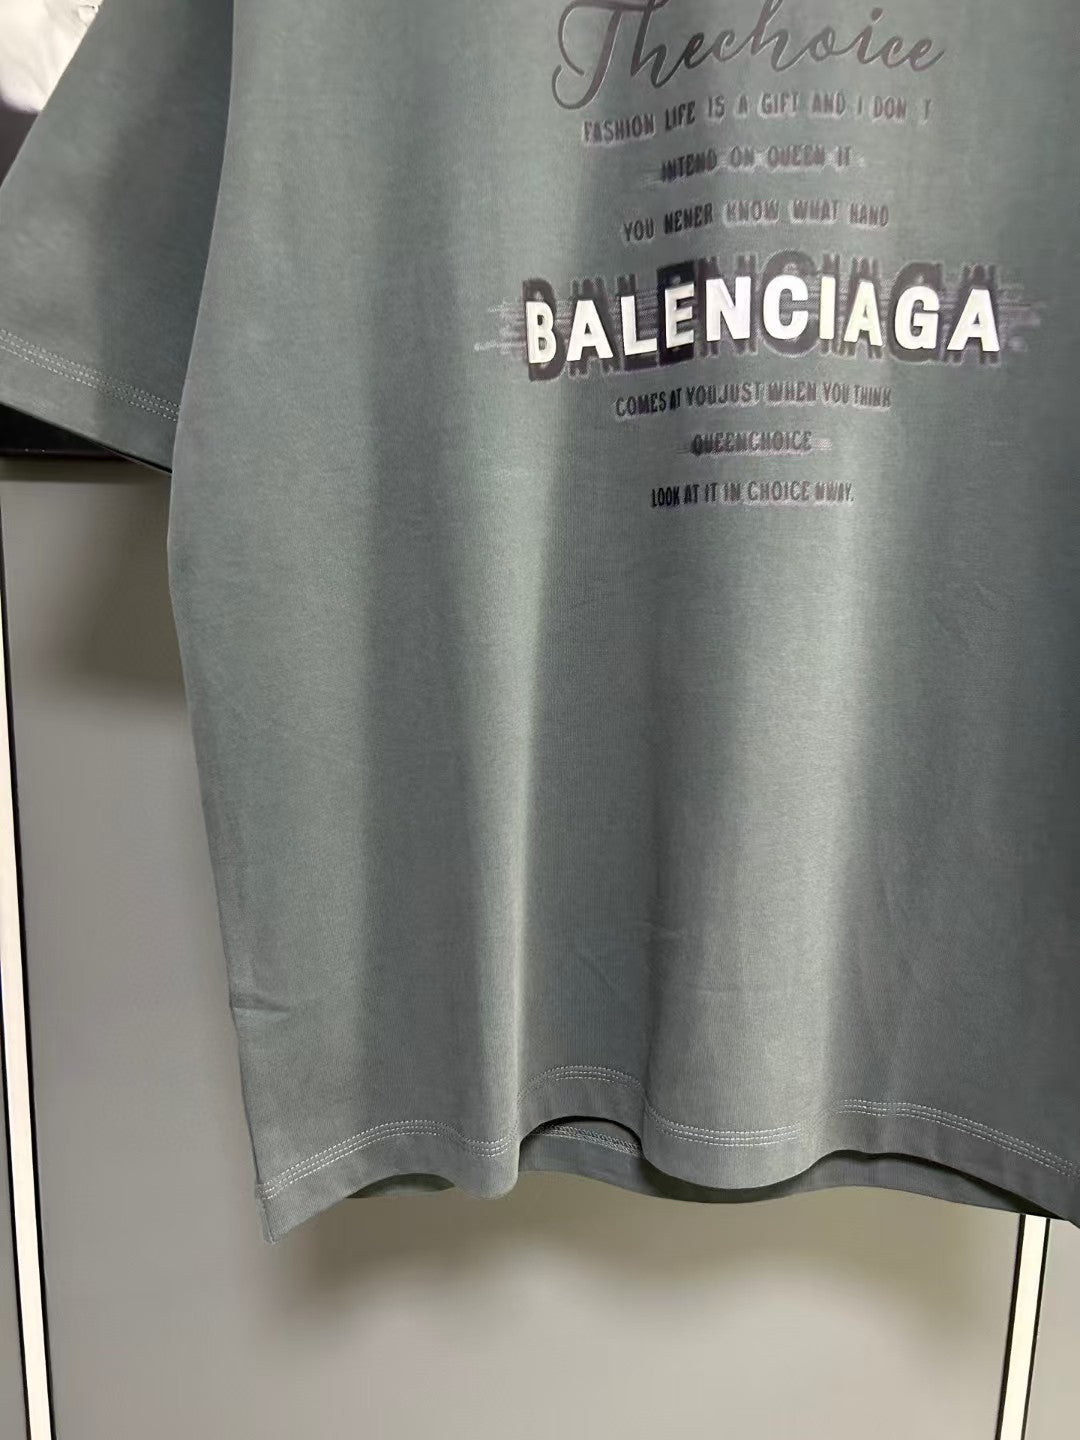 Thechoice
FASHION LIFE IS A GIFT AND I DON T
INTEND ON QUEEN IT
YOU NENER KNOW WHAT HAND
BALENCIAGA
COMES AT YOUJUST WHEN YOU THINK
QUEENCHOICE
LOOK AT IT IN CHOICE NWAY.